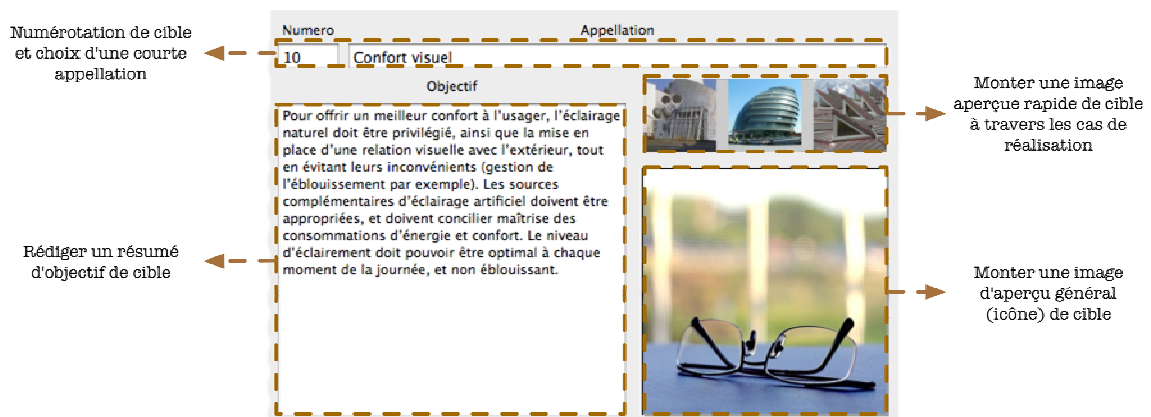 Numérotation de cible
et choix d'une courte
appellation
Numero
Appellation
10
Confort visuel
Objectif
Pour offrir un meilleur confort à l'usager, l'éclairage
naturel doit être privilégié, ainsi que la mise en
place d'une relation visuelle avec l'extérieur, tout
en évitant leurs inconvénients (gestion de
l'éblouissement par exemple). Les sources
complémentaires d'éclairage artificiel doivent être
appropriées, et doivent concilier maîtrise des
consommations d'énergie et confort. Le niveau
d'éclairement doit pouvoir être optimal à chaque
moment de la journée, et non éblouissant.
Rédiger un résumé
d'objectif de cible
Monter une image
aperçue rapide de cible
à travers les cas de
réalisation
Monter une image
d'aperçu général
(icône) de cible